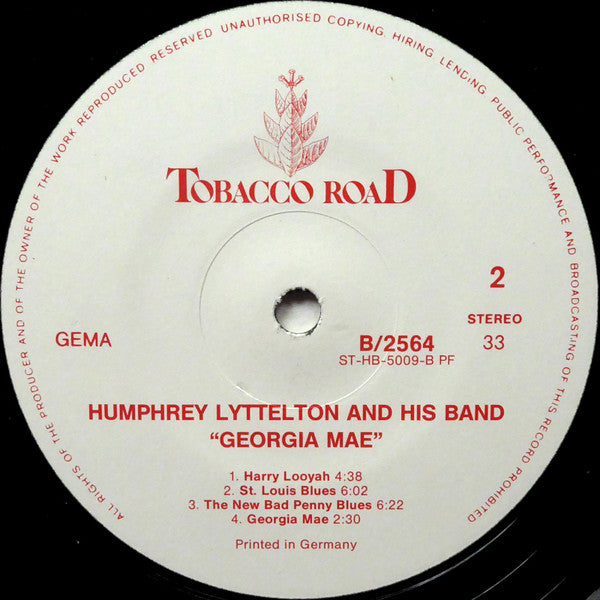 ALL RIGHTS OF THE PRODUCER AND OF THE OWNER OF THE WORK REPRODUCED RESERVED UNAUTHORISED COPYING, HIRING, LENDING, PUBLIC PERFORMANCE AND BROADCASTING OF THIS RECORD PROHIBITED
TOBACCO ROAD
2
STEREO
GEMA
B/2564
33
ST-HB-5009-B PF
HUMPHREY LYTTELTON AND HIS BAND
“GEORGIA MAE”
1. Harry Looyah 4:38
2. St. Louis Blues 6:02
3. The New Bad Penny Blues 6:22
4. Georgia Mae 2:30
Printed in Germany